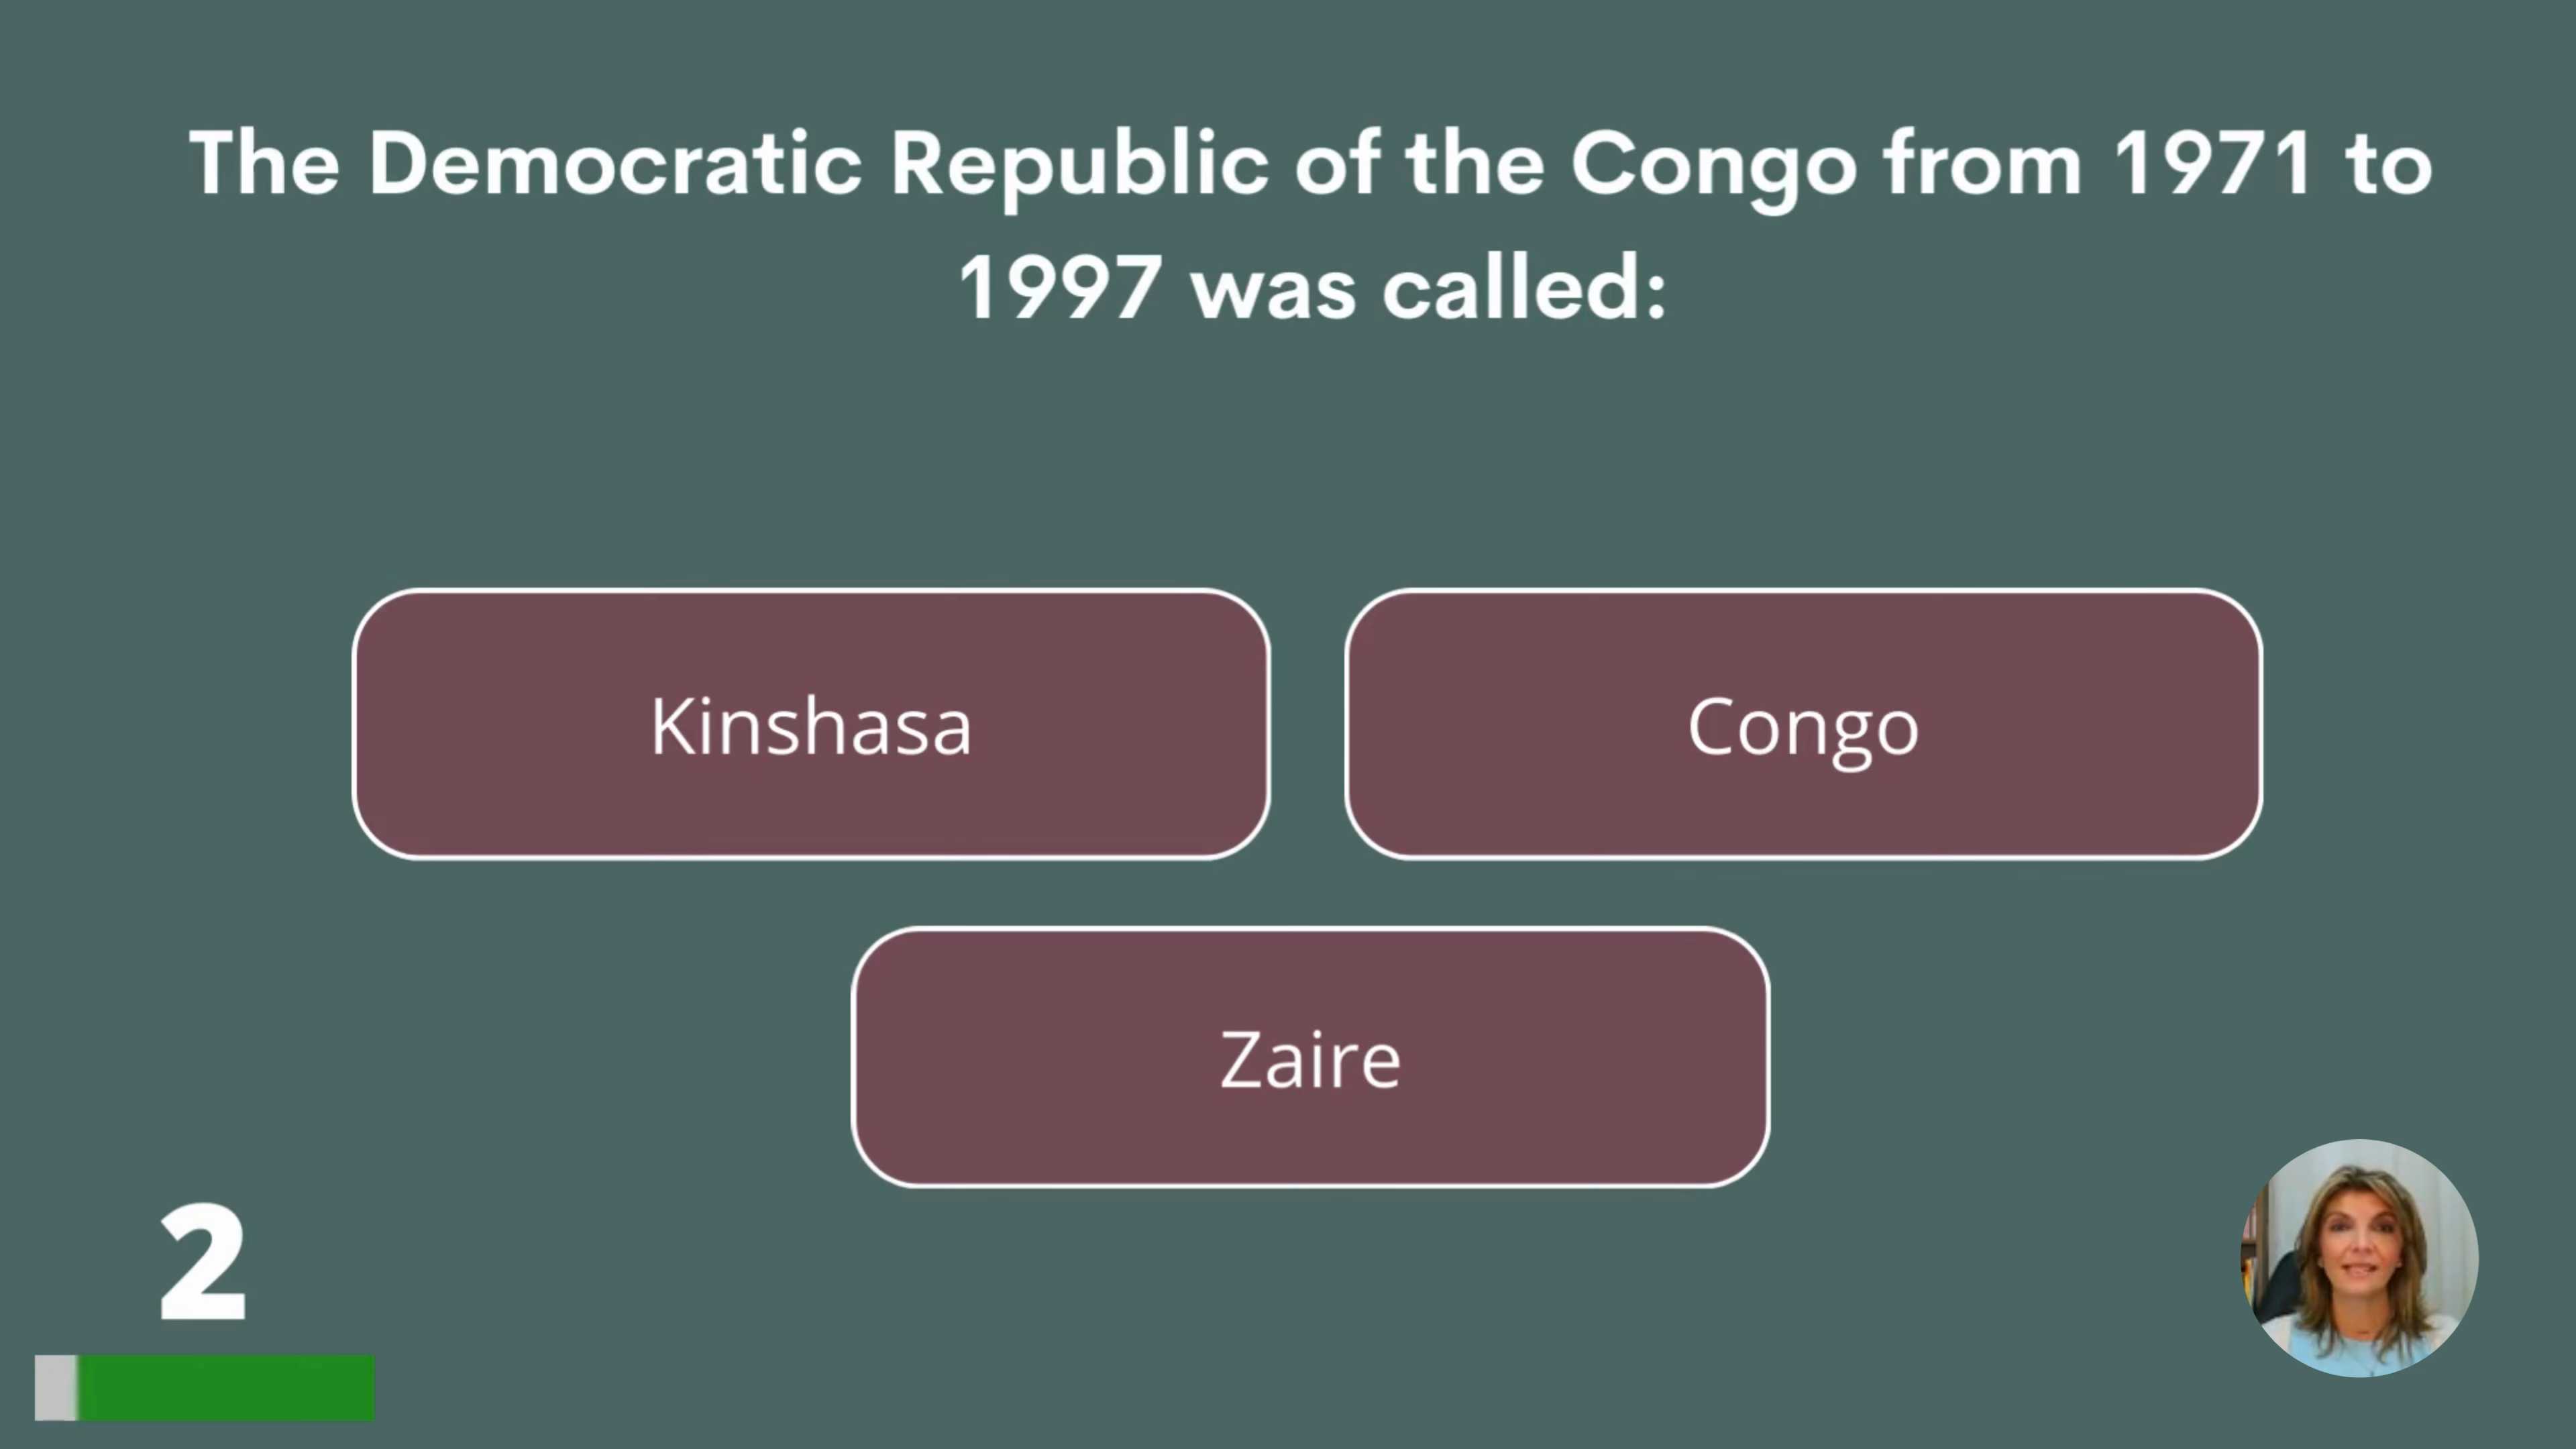 The Democratic Republic of the Congo from 1971 to
1997 was called:
Kinshasa
Congo
Zaire
2